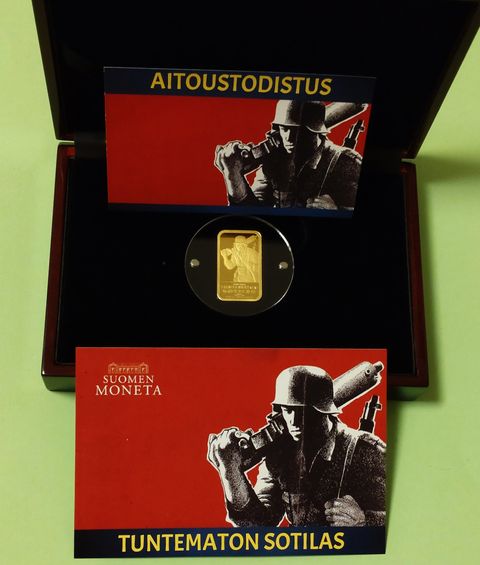 AITOUSTODISTUS
SUOMEN
MONETA
TUNTEMATON SOTILAS